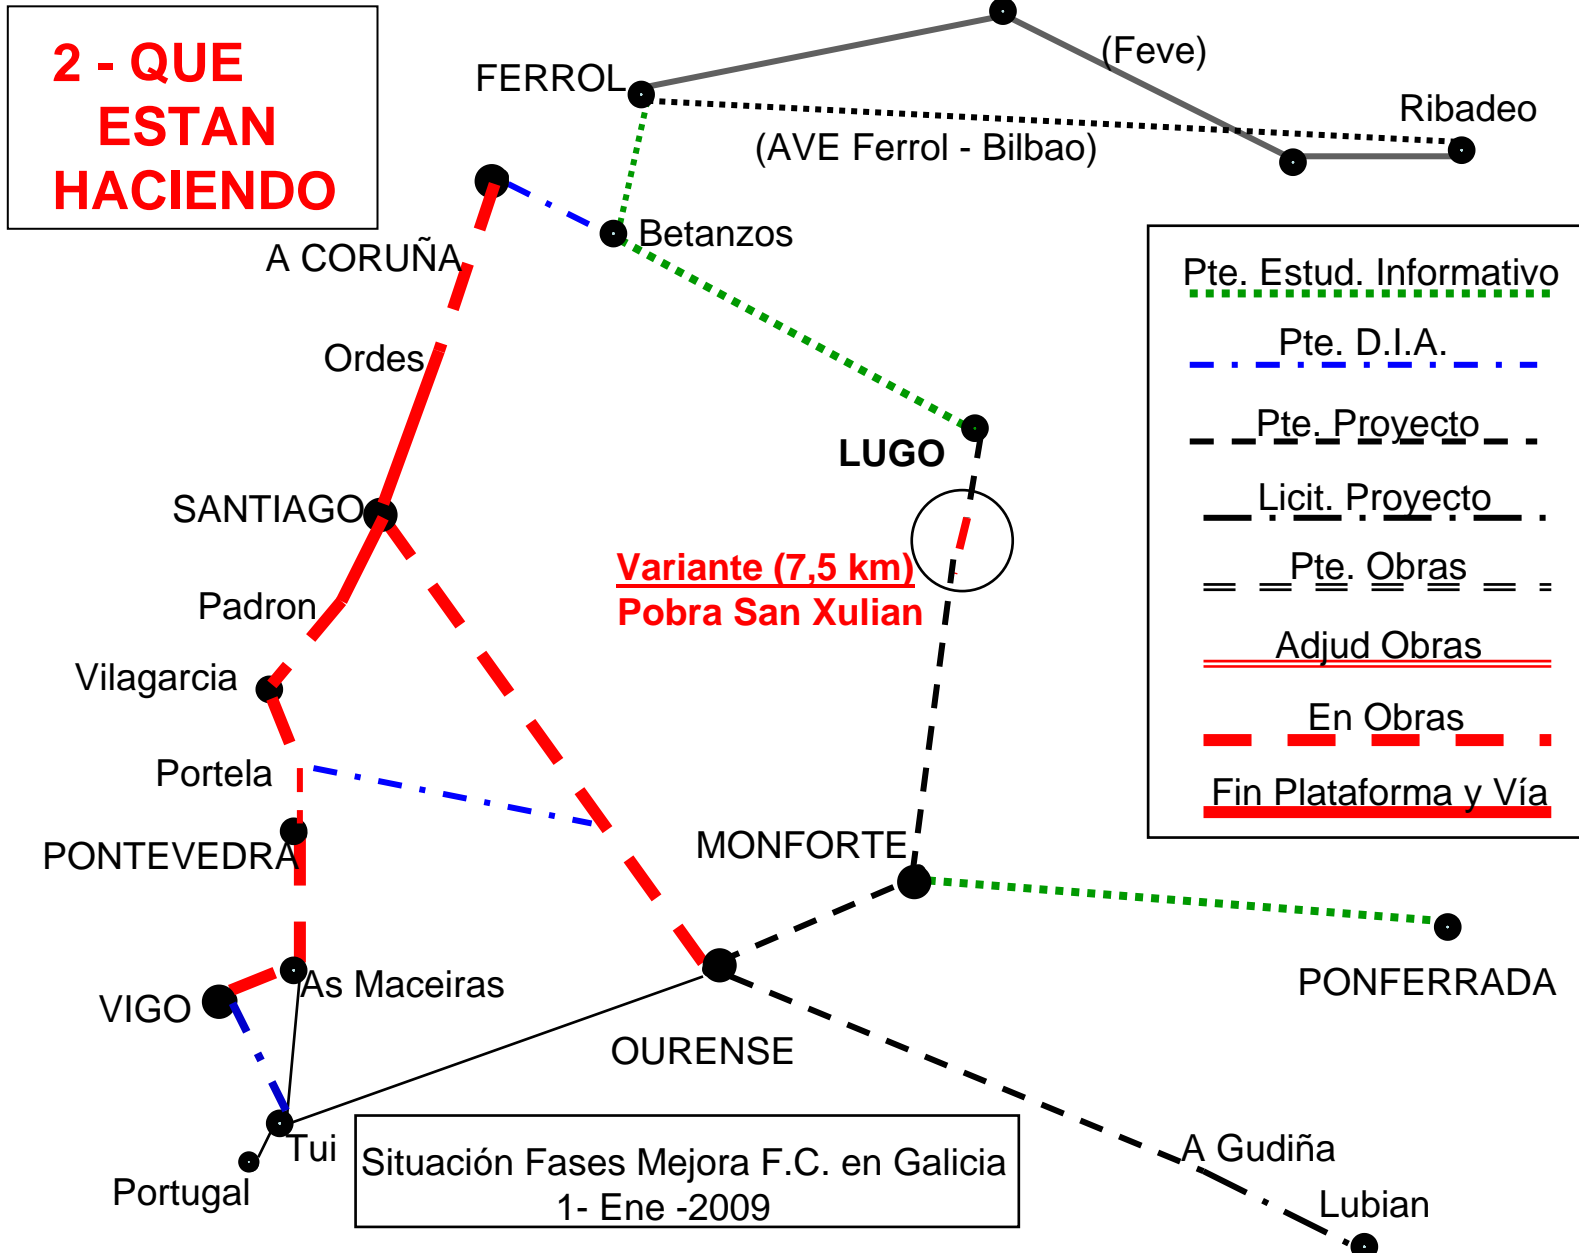 2 - QUE
ESTAN
HACIENDO
FERROL
(Feve)
Ribadeo
(AVE Ferrol - Bilbao)
Betanzos
A CORUÑA
Ordes
LUGO
SANTIAGO
Variante (7,5 km)
Pobra San Xulian
Padron
Vilagarcia
Portela
PONTEVEDRA
MONFORTE
As Maceiras
VIGO
OURENSE
PONFERRADA
Tui
Portugal
A Gudiña
Lubian
Pte. Estud. Informativo
Pte. D.I.A.
Pte. Proyecto
Licit. Proyecto
Pte. Obras
Adjud Obras
En Obras
Fin Plataforma y Vía
Situación Fases Mejora F.C. en Galicia
1- Ene -2009